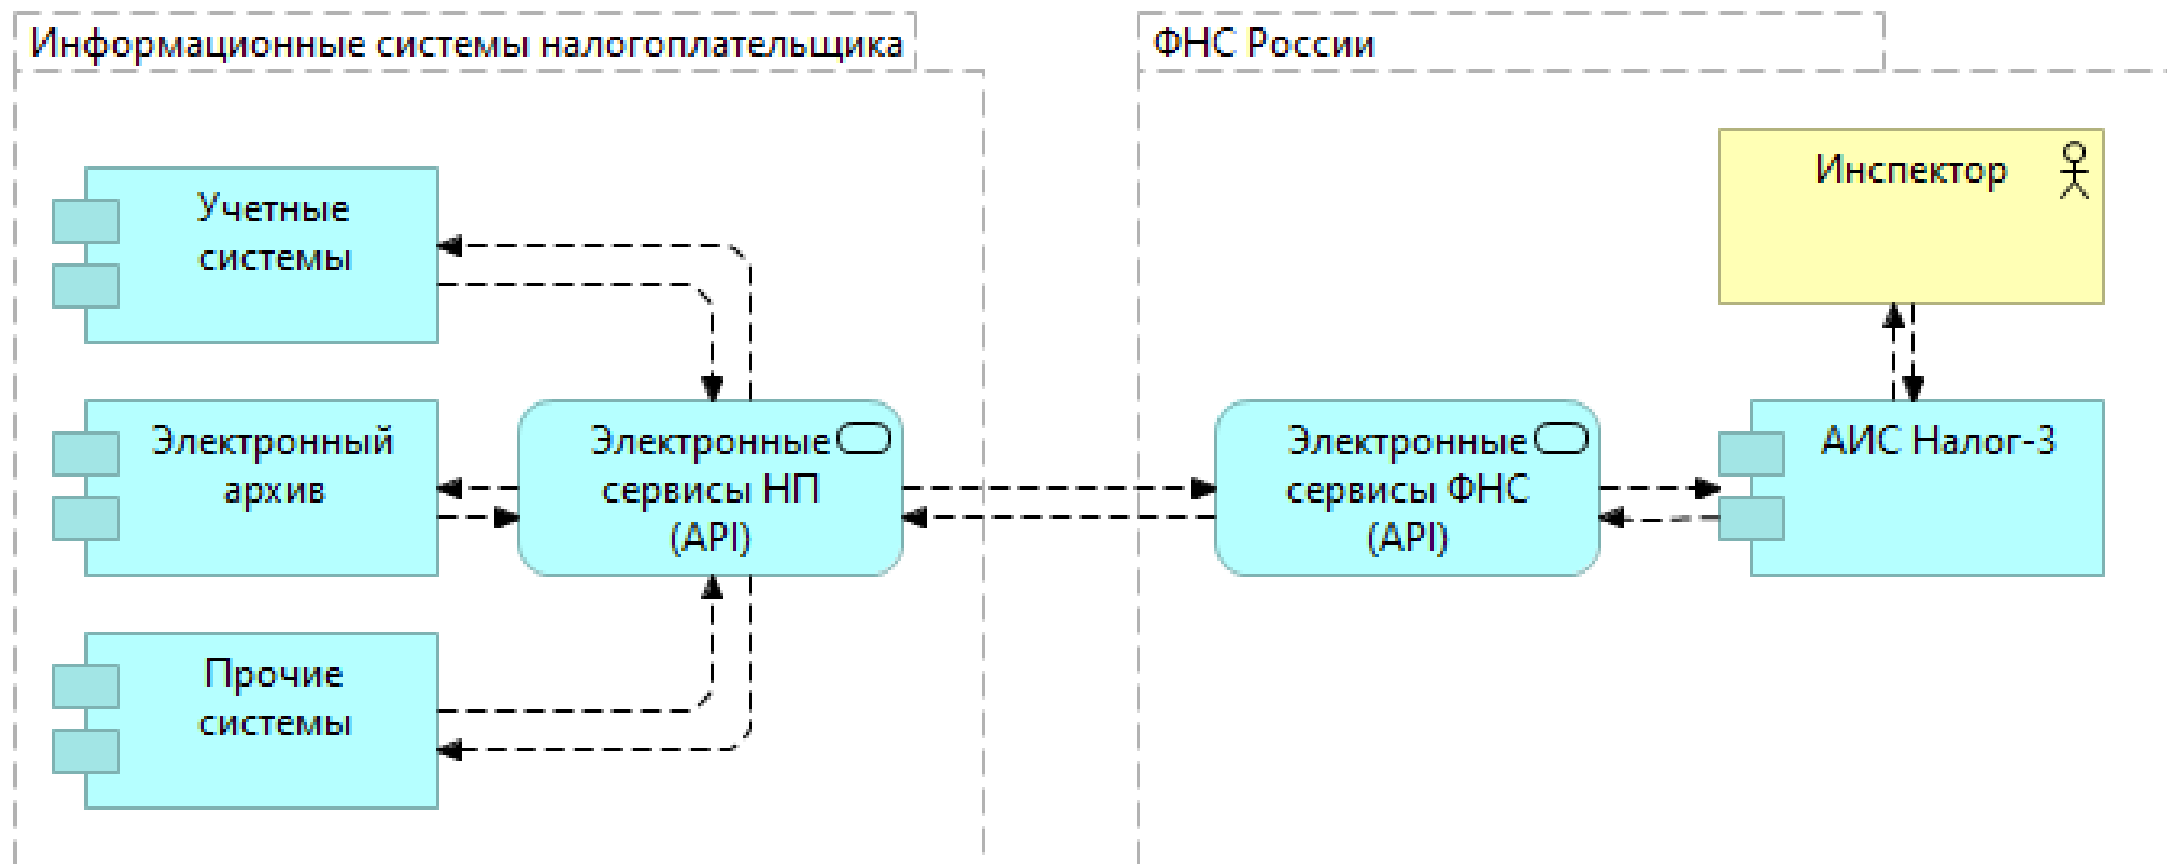 Информационные системы налогоплательщика
ФНС России
Учетные
системы
Электронный
архив
Прочие
системы
Электронные
сервисы НП
(API)
Электронные
сервисы ФНС
(API)
Инспектор
АИС Налог-3